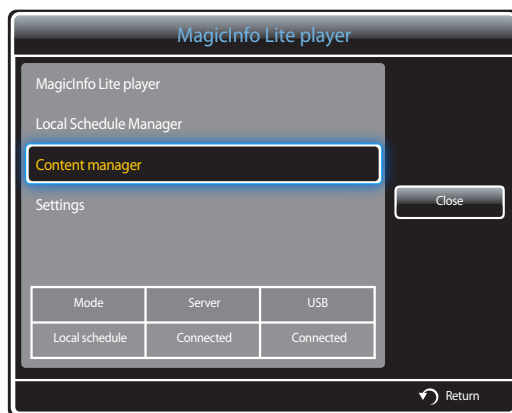 MagicInfo Lite player
MagicInfo Lite player
Local Schedule Manager
Content manager
Settings
Close
Mode Server USB
Local schedule Connected Connected
Return